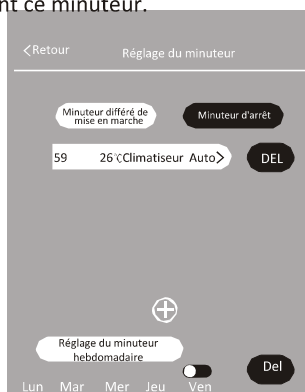 nt ce minuteur.
<Retour Réglage du minuteur
Minuteur différé de
mise en marche
Minuteur d'arrêt
59 26℃Climatiseur Auto> DEL
Réglage du minuteur
hebdomadaire
Del
Lun Mar Mer Jeu Ven